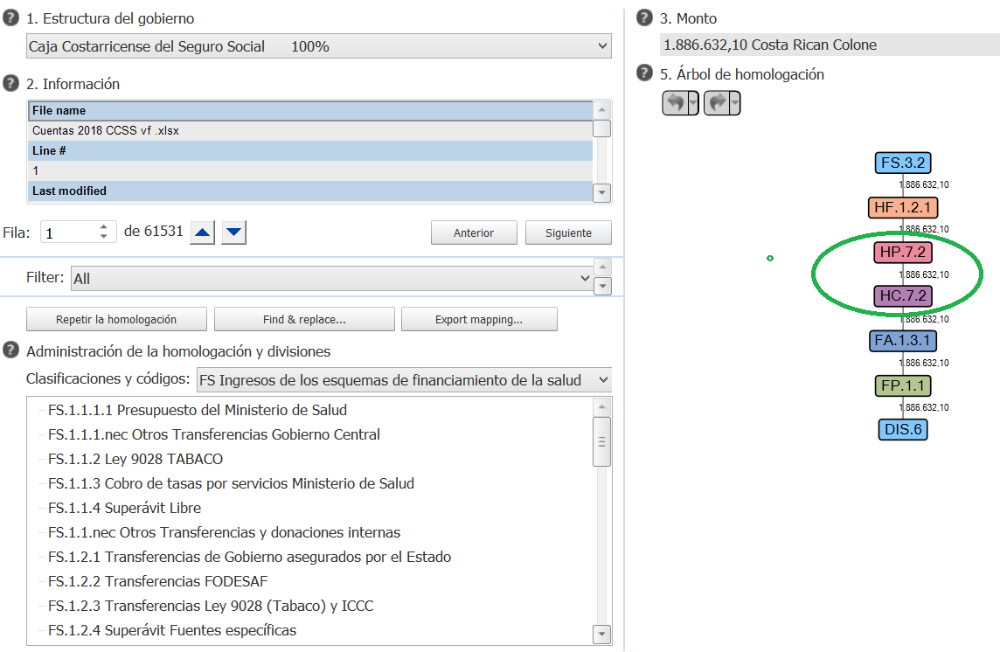 ? 1. Estructura del gobierno
Caja Costarricense del Seguro Social 100%
? 2. Información
File name
Cuentas 2018 CCSS vf .xlsx
Line #
1
Last modified
Fila: 1 de 61531 Anterior Siguiente
Filter: All
Repetir la homologación Find & replace... Export mapping...
? Administración de la homologación y divisiones
Clasificaciones y códigos: FS Ingresos de los esquemas de financiamiento de la salud
FS.1.1.1.1 Presupuesto del Ministerio de Salud
FS.1.1.1.nec Otros Transferencias Gobierno Central
FS.1.1.2 Ley 9028 TABACO
FS.1.1.3 Cobro de tasas por servicios Ministerio de Salud
FS.1.1.4 Superávit Libre
FS.1.1.nec Otros Transferencias y donaciones internas
FS.1.2.1 Transferencias de Gobierno asegurados por el Estado
FS.1.2.2 Transferencias FODESAF
FS.1.2.3 Transferencias Ley 9028 (Tabaco) y ICCC
FS.1.2.4 Superávit Fuentes específicas
? 3. Monto
1.886.632,10 Costa Rican Colone
? 5. Árbol de homologación
FS.3.2
1.886.632,10
HF.1.2.1
1.886.632,10
HP.7.2
1.886.632,10
HC.7.2
1.886.632,10
FA.1.3.1
1.886.632,10
FP.1.1
1.886.632,10
DIS.6